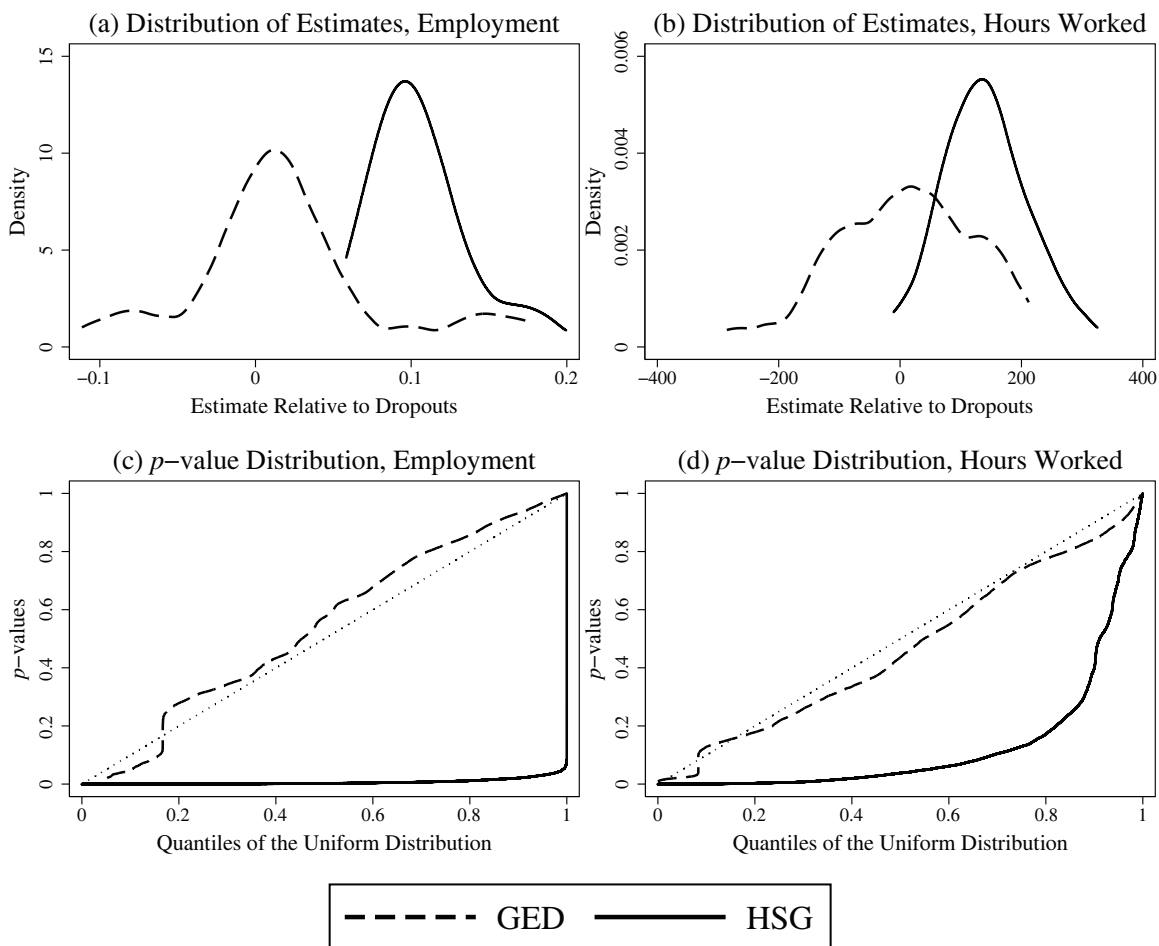 (a) Distribution of Estimates, Employment
Density
0
5
10
15
−0.1
0
0.1
0.2
Estimate Relative to Dropouts
(b) Distribution of Estimates, Hours Worked
Density
0
0.002
0.004
0.006
−400
−200
0
200
400
Estimate Relative to Dropouts
(c) p−value Distribution, Employment
p−values
0
0.2
0.4
0.6
0.8
1
0
0.2
0.4
0.6
0.8
1
Quantiles of the Uniform Distribution
(d) p−value Distribution, Hours Worked
p−values
0
0.2
0.4
0.6
0.8
1
0
0.2
0.4
0.6
0.8
1
Quantiles of the Uniform Distribution
GED
HSG